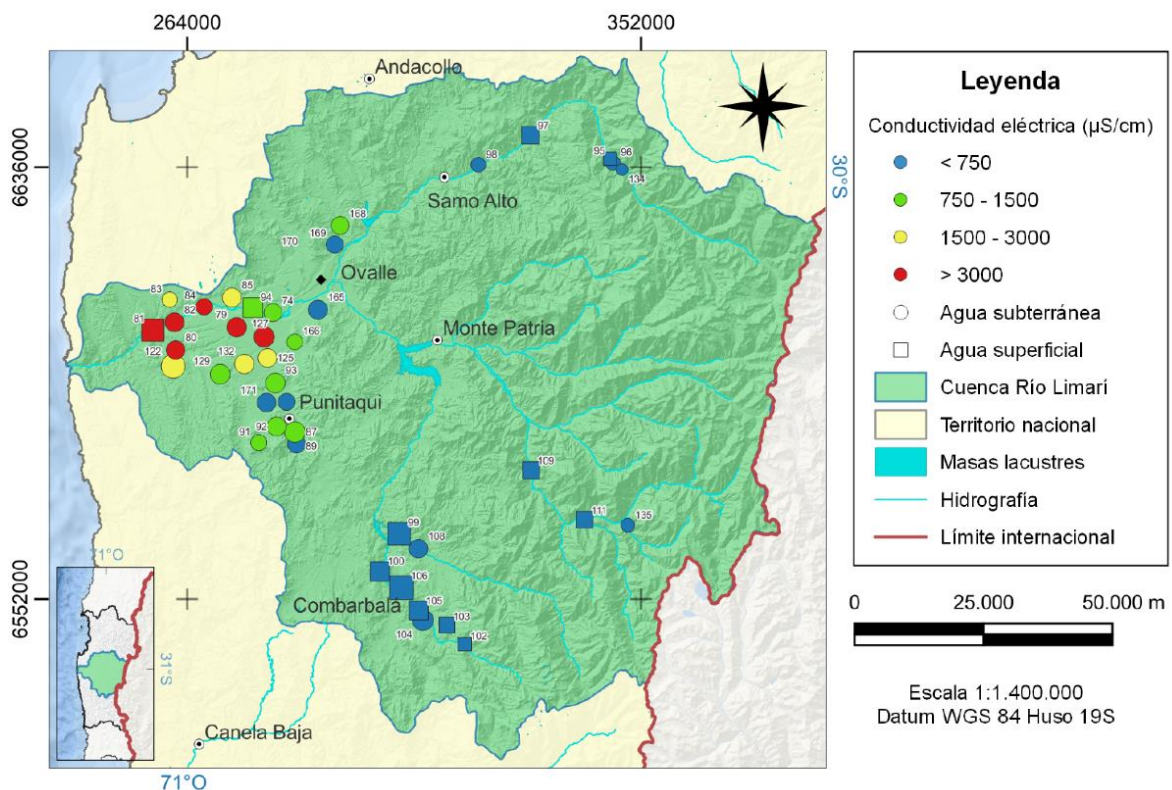 264000
352000
6638000
6552000
30°S
71°O
Andacollo
97
98
95
96
134
Samo Alto
168
169
170
Ovalle
83
84
85
94
74
165
82
79
81
127
166
80
122
129
132
125
93
Monte Patria
171
Punitaqui
92
91
87
89
109
111
135
99
108
100
106
Combarbalá
105
103
104
102
Canela Baja
71°O
31°S
Leyenda
Conductividad eléctrica (µS/cm)
< 750
750 - 1500
1500 - 3000
> 3000
Agua subterránea
Agua superficial
Cuenca Río Limarí
Territorio nacional
Masas lacustres
Hidrografía
Límite internacional
0 25.000 50.000 m
Escala 1:1.400.000
Datum WGS 84 Huso 19S